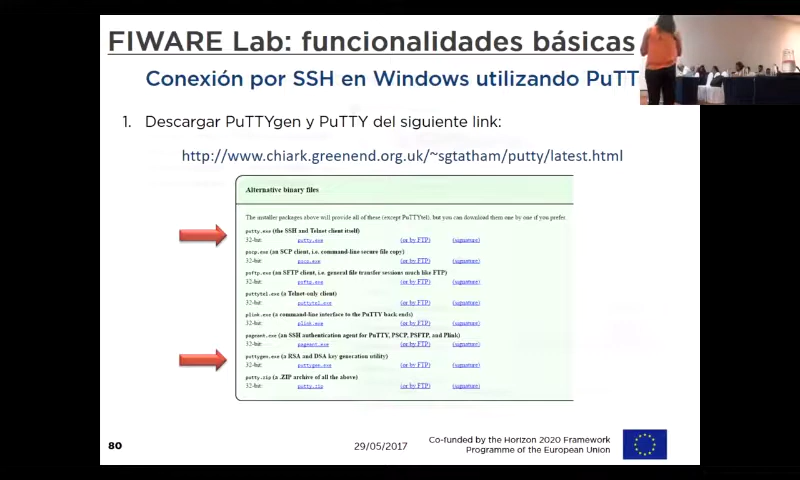 FIWARE Lab: funcionalidades básicas
Conexión por SSH en Windows utilizando PuTT
1. Descargar PuTTYgen y PuTTY del siguiente link:
http://www.chiark.greenend.org.uk/~sgtatham/putty/latest.html
Alternative binary files
The installer packages above will provide all of these (except PuTTYtel), but you can download them one by one if you prefer.
putty.exe (the SSH and Telnet client itself)
32-bit: putty.exe (or by FTP) (signature)
pscp.exe (an SCP client, i.e. command-line secure file copy)
32-bit: pscp.exe (or by FTP) (signature)
psftp.exe (an SFTP client, i.e. general file transfer sessions much like FTP)
32-bit: psftp.exe (or by FTP) (signature)
puttytel.exe (a Telnet-only client)
32-bit: puttytel.exe (or by FTP) (signature)
plink.exe (a command-line interface to the PuTTY back ends)
32-bit: plink.exe (or by FTP) (signature)
pageant.exe (an SSH authentication agent for PuTTY, PSCP, PSFTP, and Plink)
32-bit: pageant.exe (or by FTP) (signature)
puttygen.exe (a RSA and DSA key generation utility)
32-bit: puttygen.exe (or by FTP) (signature)
putty.zip (a .ZIP archive of all the above)
32-bit: putty.zip (or by FTP) (signature)
80
29/05/2017
Co-funded by the Horizon 2020 Framework
Programme of the European Union